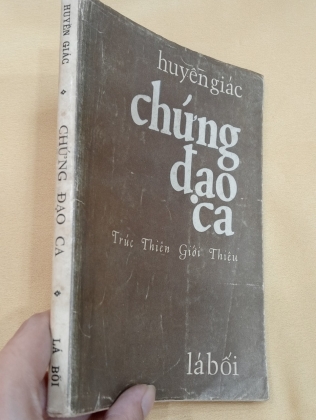 HUYỀN GIÁC
CHỨNG ĐẠO CA
LÁ BỐI
huyền giác
chứng
đạo
ca
Trúc Thiên Giới Thiệu
lá bối